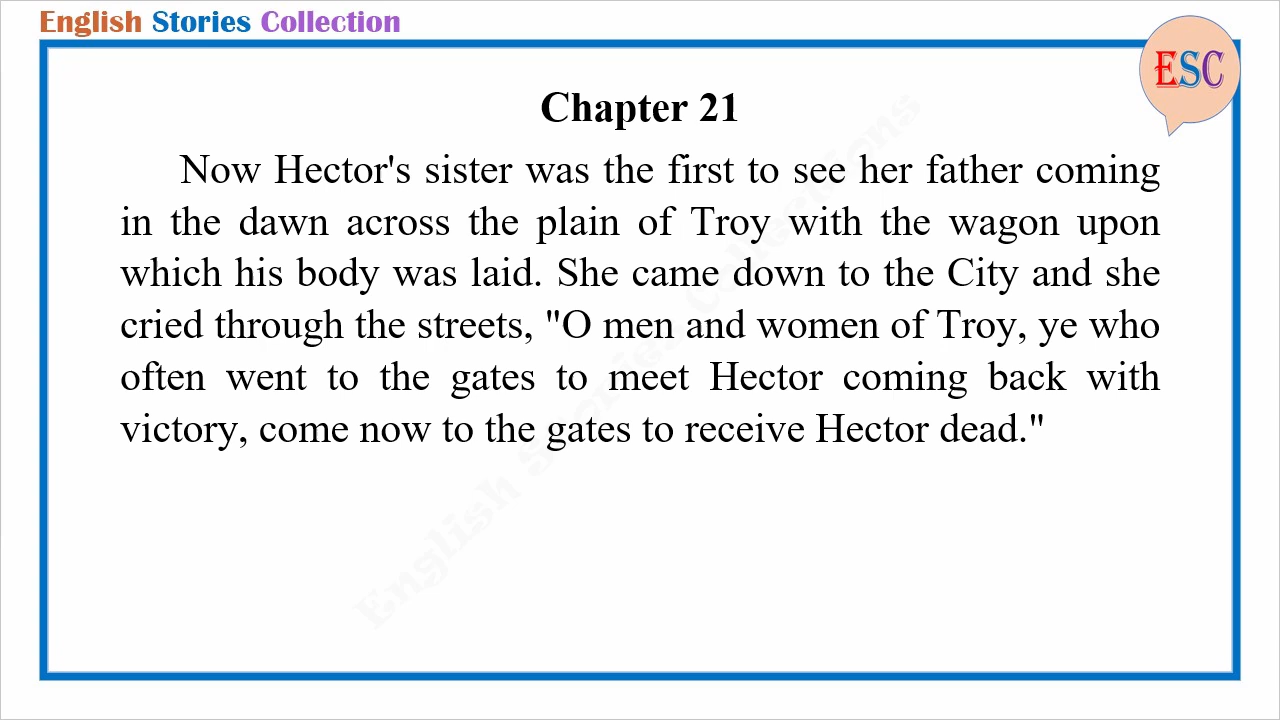 English Stories Collection
ESC
Chapter 21
Now Hector's sister was the first to see her father coming
in the dawn across the plain of Troy with the wagon upon
which his body was laid. She came down to the City and she
cried through the streets, "O men and women of Troy, ye who
often went to the gates to meet Hector coming back with
victory, come now to the gates to receive Hector dead."
English Stories Collections